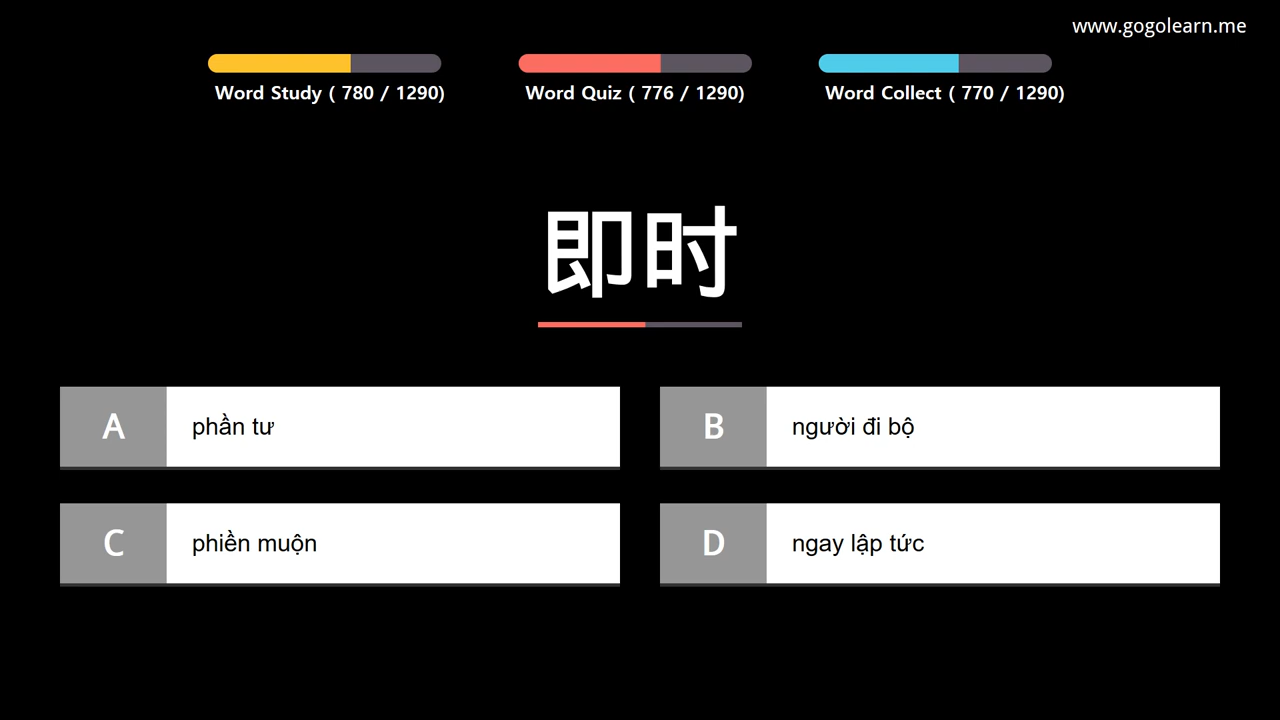 www.gogolearn.me
Word Study ( 780 / 1290)
Word Quiz ( 776 / 1290)
Word Collect ( 770 / 1290)
即时
A phần tư
B người đi bộ
C phiền muộn
D ngay lập tức